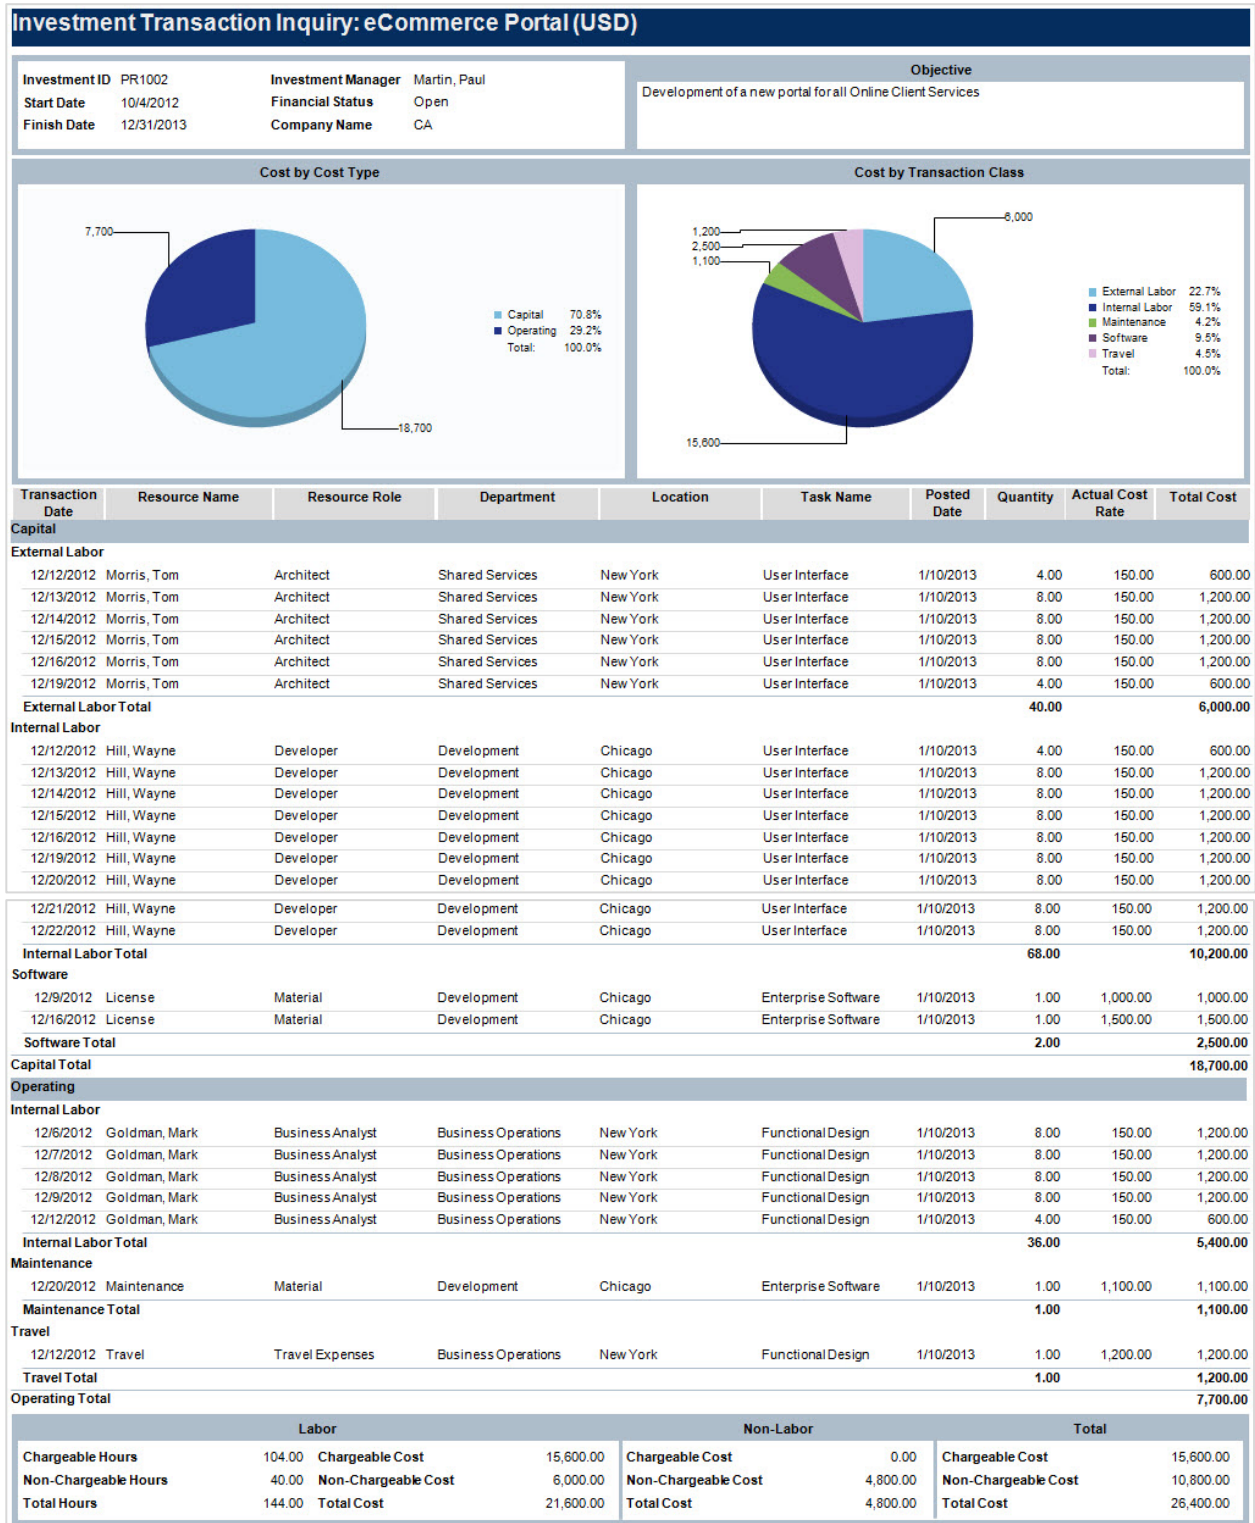 Investment Transaction Inquiry: eCommerce Portal (USD)
Investment ID PR1002 Investment Manager Martin, Paul
Start Date 10/4/2012 Financial Status Open
Finish Date 12/31/2013 Company Name CA
Objective
Development of a new portal for all Online Client Services
Cost by Cost Type
7,700
18,700
Capital 70.8%
Operating 29.2%
Total: 100.0%
Cost by Transaction Class
6,000
1,200
2,500
1,100
15,600
External Labor 22.7%
Internal Labor 59.1%
Maintenance 4.2%
Software 9.5%
Travel 4.5%
Total: 100.0%
Transaction Date Resource Name Resource Role Department Location Task Name Posted Date Quantity Actual Cost Rate Total Cost
Capital
External Labor
12/12/2012 Morris, Tom Architect Shared Services New York User Interface 1/10/2013 4.00 150.00 600.00
12/13/2012 Morris, Tom Architect Shared Services New York User Interface 1/10/2013 8.00 150.00 1,200.00
12/14/2012 Morris, Tom Architect Shared Services New York User Interface 1/10/2013 8.00 150.00 1,200.00
12/15/2012 Morris, Tom Architect Shared Services New York User Interface 1/10/2013 8.00 150.00 1,200.00
12/16/2012 Morris, Tom Architect Shared Services New York User Interface 1/10/2013 8.00 150.00 1,200.00
12/19/2012 Morris, Tom Architect Shared Services New York User Interface 1/10/2013 4.00 150.00 600.00
External Labor Total 40.00 6,000.00
Internal Labor
12/12/2012 Hill, Wayne Developer Development Chicago User Interface 1/10/2013 4.00 150.00 600.00
12/13/2012 Hill, Wayne Developer Development Chicago User Interface 1/10/2013 8.00 150.00 1,200.00
12/14/2012 Hill, Wayne Developer Development Chicago User Interface 1/10/2013 8.00 150.00 1,200.00
12/15/2012 Hill, Wayne Developer Development Chicago User Interface 1/10/2013 8.00 150.00 1,200.00
12/16/2012 Hill, Wayne Developer Development Chicago User Interface 1/10/2013 8.00 150.00 1,200.00
12/19/2012 Hill, Wayne Developer Development Chicago User Interface 1/10/2013 8.00 150.00 1,200.00
12/20/2012 Hill, Wayne Developer Development Chicago User Interface 1/10/2013 8.00 150.00 1,200.00
12/21/2012 Hill, Wayne Developer Development Chicago User Interface 1/10/2013 8.00 150.00 1,200.00
12/22/2012 Hill, Wayne Developer Development Chicago User Interface 1/10/2013 8.00 150.00 1,200.00
Internal Labor Total 68.00 10,200.00
Software
12/9/2012 License Material Development Chicago Enterprise Software 1/10/2013 1.00 1,000.00 1,000.00
12/16/2012 License Material Development Chicago Enterprise Software 1/10/2013 1.00 1,500.00 1,500.00
Software Total 2.00 2,500.00
Capital Total 18,700.00
Operating
Internal Labor
12/6/2012 Goldman, Mark Business Analyst Business Operations New York Functional Design 1/10/2013 8.00 150.00 1,200.00
12/7/2012 Goldman, Mark Business Analyst Business Operations New York Functional Design 1/10/2013 8.00 150.00 1,200.00
12/8/2012 Goldman, Mark Business Analyst Business Operations New York Functional Design 1/10/2013 8.00 150.00 1,200.00
12/9/2012 Goldman, Mark Business Analyst Business Operations New York Functional Design 1/10/2013 8.00 150.00 1,200.00
12/12/2012 Goldman, Mark Business Analyst Business Operations New York Functional Design 1/10/2013 4.00 150.00 600.00
Internal Labor Total 36.00 5,400.00
Maintenance
12/20/2012 Maintenance Material Development Chicago Enterprise Software 1/10/2013 1.00 1,100.00 1,100.00
Maintenance Total 1.00 1,100.00
Travel
12/12/2012 Travel Travel Expenses Business Operations New York Functional Design 1/10/2013 1.00 1,200.00 1,200.00
Travel Total 1.00 1,200.00
Operating Total 7,700.00
Labor Non-Labor Total
Chargeable Hours 104.00 Chargeable Cost 15,600.00 Chargeable Cost 0.00 Chargeable Cost 15,600.00
Non-Chargeable Hours 40.00 Non-Chargeable Cost 6,000.00 Non-Chargeable Cost 4,800.00 Non-Chargeable Cost 10,800.00
Total Hours 144.00 Total Cost 21,600.00 Total Cost 4,800.00 Total Cost 26,400.00